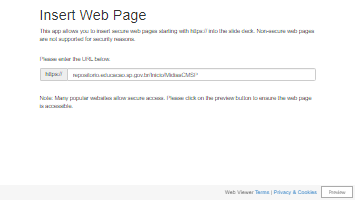 Insert Web Page
This app allows you to insert secure web pages starting with https:// into the slide deck. Non-secure web pages
are not supported for security reasons.
Please enter the URL below.
https:// repositorio.educacao.sp.gov.br/Inicio/MidiasCMS/*
Note: Many popular websites allow secure access. Please click on the preview button to ensure the web page
is accessible.
Web Viewer Terms | Privacy & Cookies Preview